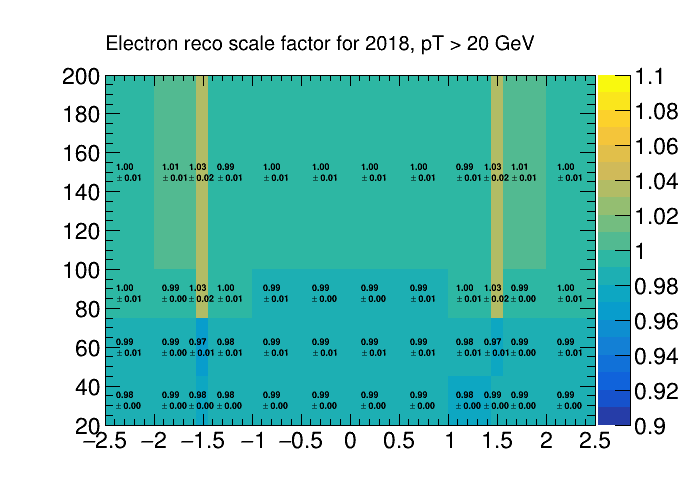 Electron reco scale factor for 2018, pT > 20 GeV
200
180
160
140
120
100
80
60
40
20
1.00 1.01 1.03 0.99 1.00 1.00 1.00 1.00 0.99 1.03 1.01 1.00
±0.01 ±0.01 ±0.02 ±0.01 ±0.01 ±0.01 ±0.01 ±0.01 ±0.01 ±0.02 ±0.01 ±0.01
1.00 0.99 1.03 1.00 0.99 0.99 0.99 0.99 1.00 1.03 0.99 1.00
±0.01 ±0.00 ±0.02 ±0.01 ±0.01 ±0.00 ±0.00 ±0.01 ±0.01 ±0.02 ±0.00 ±0.01
0.99 0.99 0.97 0.98 0.99 0.99 0.99 0.99 0.98 0.97 0.99 0.99
±0.01 ±0.00 ±0.01 ±0.01 ±0.01 ±0.01 ±0.01 ±0.01 ±0.01 ±0.01 ±0.00 ±0.01
0.98 0.99 0.98 0.98 0.99 0.99 0.99 0.99 0.98 0.99 0.99 0.98
±0.00 ±0.00 ±0.00 ±0.00 ±0.00 ±0.00 ±0.00 ±0.00 ±0.00 ±0.00 ±0.00 ±0.00
−2.5 −2 −1.5 −1 −0.5 0 0.5 1 1.5 2 2.5
1.1
1.08
1.06
1.04
1.02
1
0.98
0.96
0.94
0.92
0.9